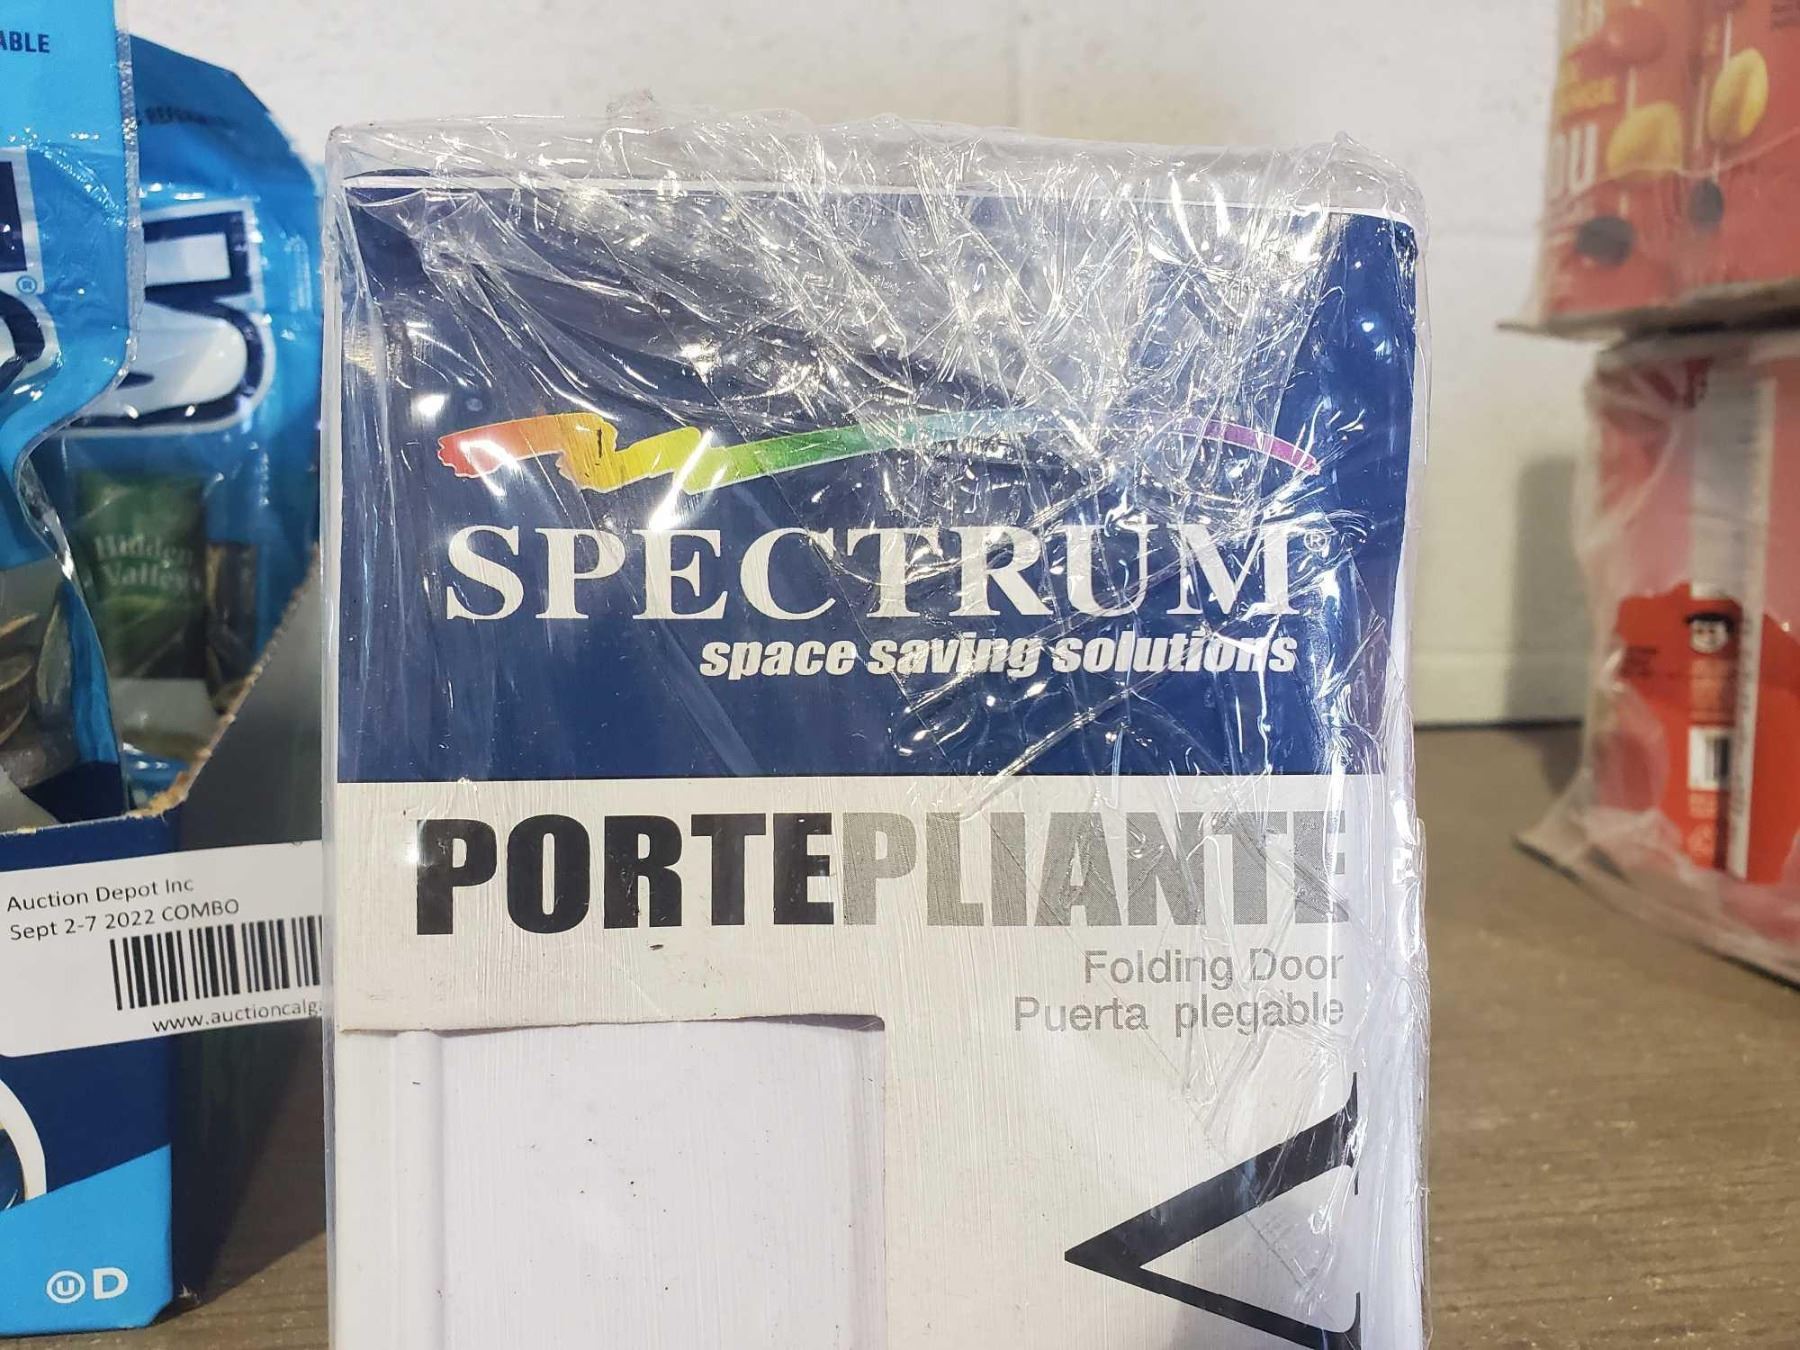 ABLE
Hidden
Valley
Auction Depot Inc
Sept 2-7 2022 COMBO
www.auctioncalg
U D
SPECTRUM®
space saving solutions
PORTEPLIANTE
Folding Door
Puerta plegable